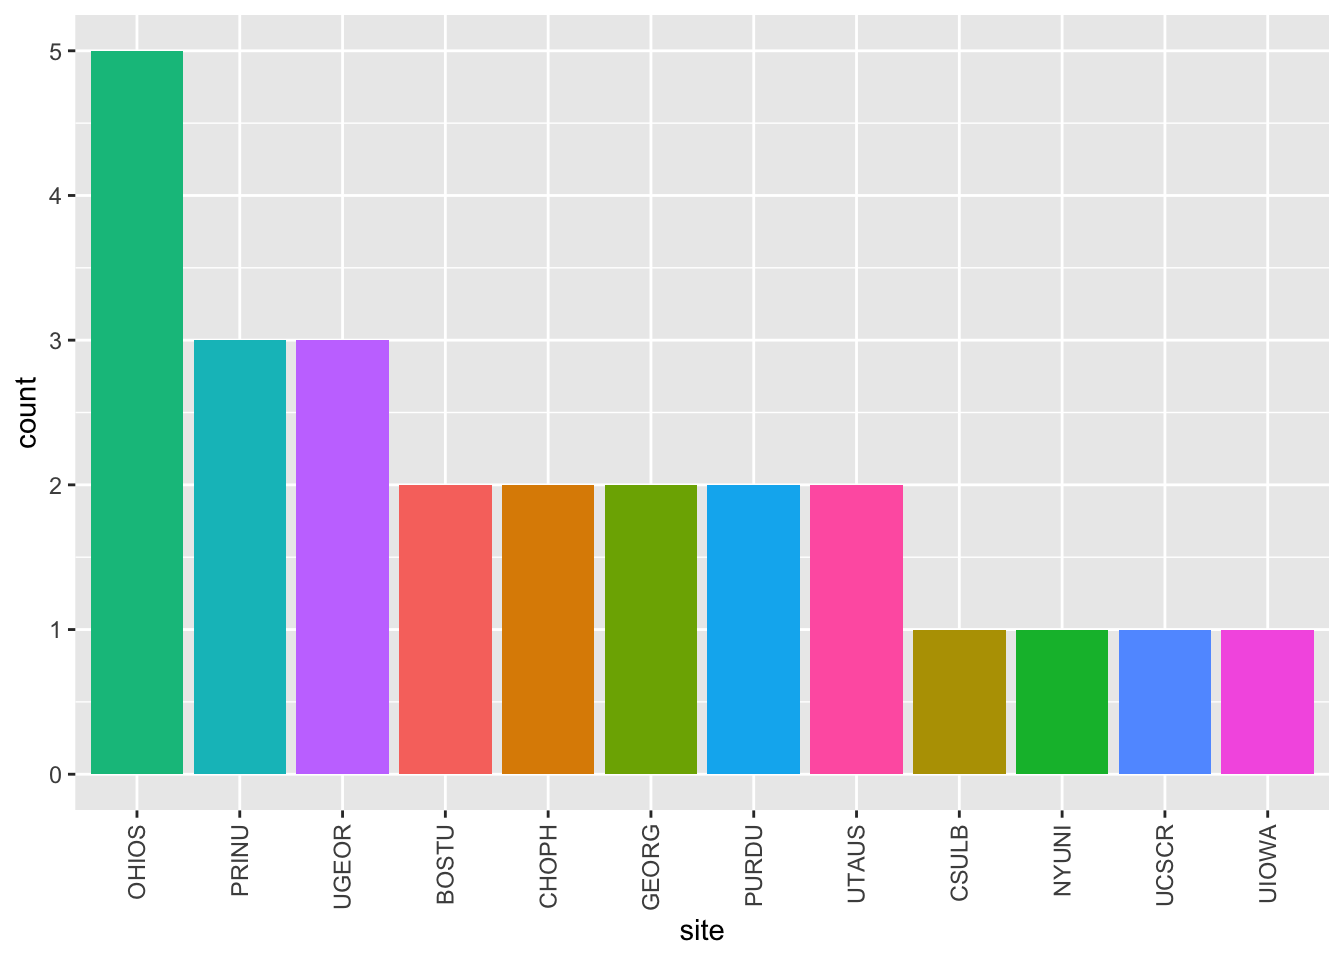 5
4
3
2
1
0
count
OHIOS
PRINU
UGEOR
BOSTU
CHOPH
GEORG
PURDU
UTAUS
CSULB
NYUNI
UCSCR
UIOWA
site